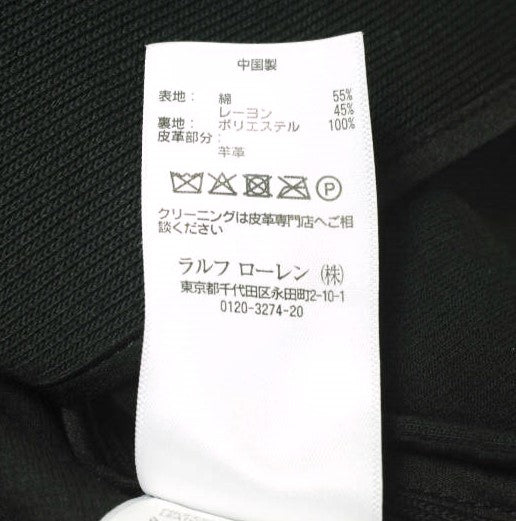 中国製
表地： 綿 55%
レーヨン 45%
裏地： ポリエステル 100%
皮革部分：
羊革
P
クリーニングは皮革専門店へご相
談ください
ラルフ ローレン (株)
東京都千代田区永田町2-10-1
0120-3274-20